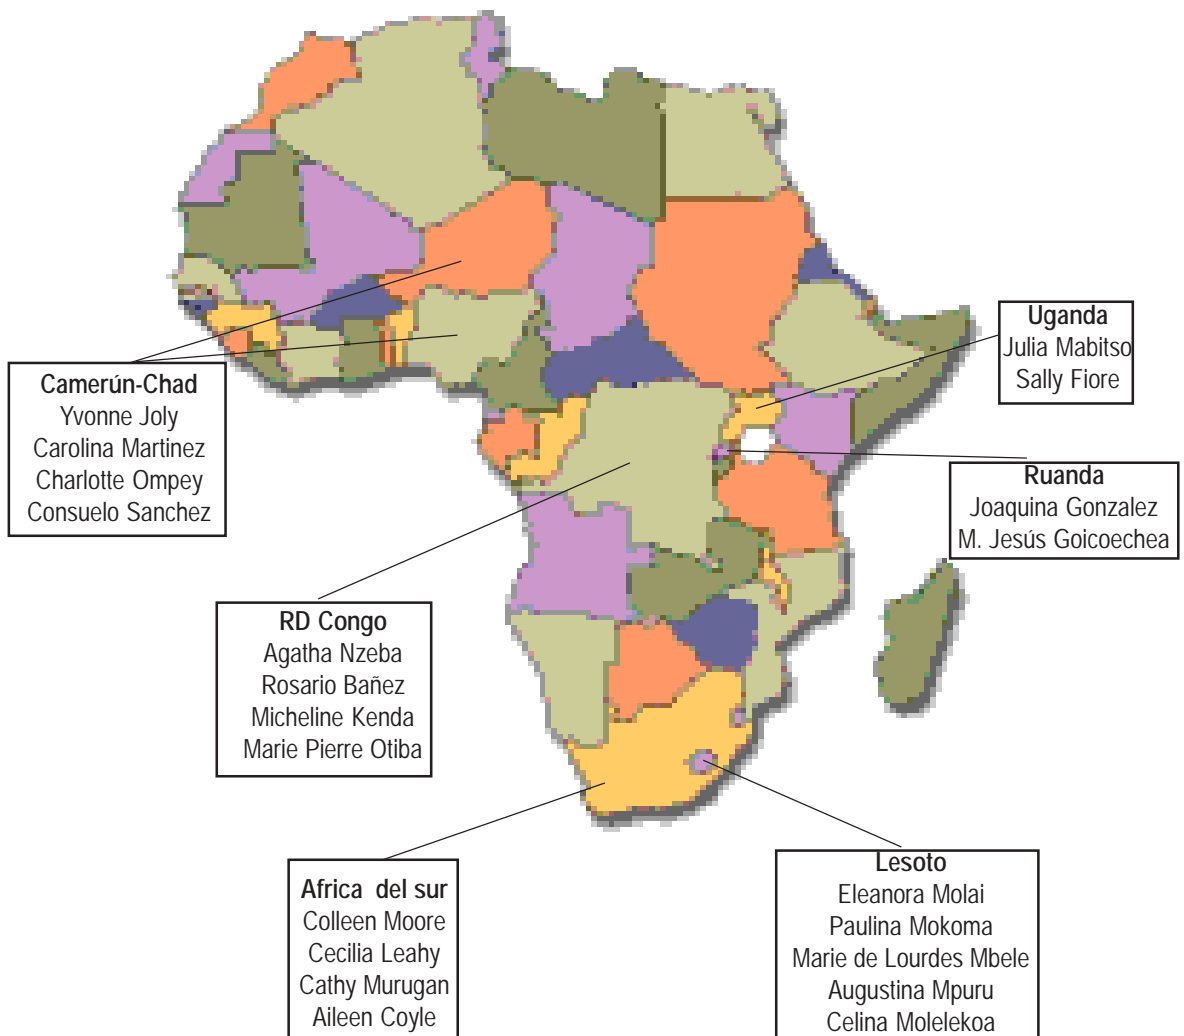 Uganda
Julia Mabitso
Sally Fiore
Camerún-Chad
Yvonne Joly
Carolina Martinez
Charlotte Ompey
Consuelo Sanchez
Ruanda
Joaquina Gonzalez
M. Jesús Goicoechea
RD Congo
Agatha Nzeba
Rosario Bañez
Micheline Kenda
Marie Pierre Otiba
Africa del sur
Colleen Moore
Cecilia Leahy
Cathy Murugan
Aileen Coyle
Lesoto
Eleanora Molai
Paulina Mokoma
Marie de Lourdes Mbele
Augustina Mpuru
Celina Molelekoa